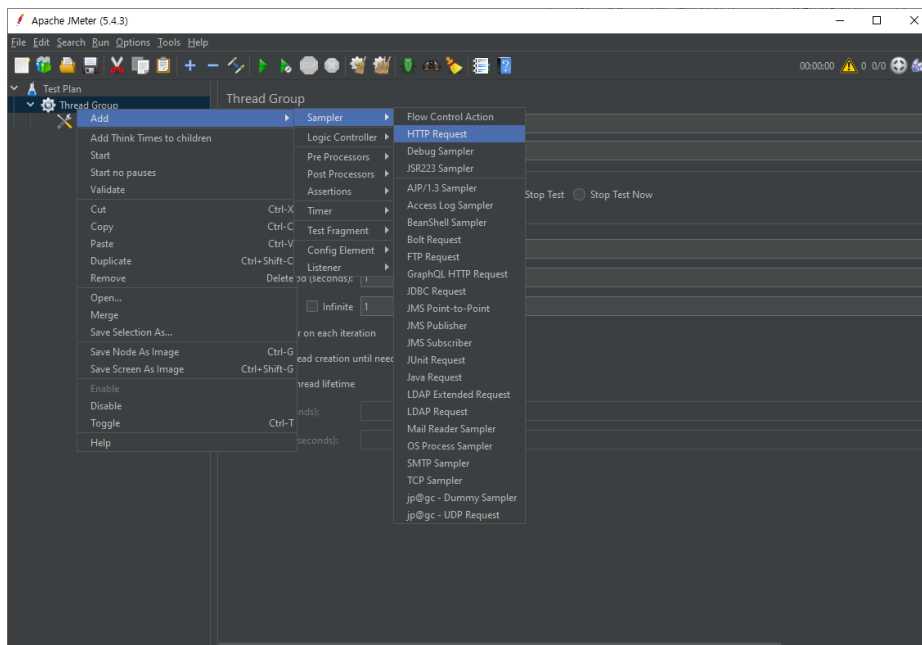 Apache JMeter (5.4.3)
File Edit Search Run Options Tools Help
00:00:00 0 0/0
Test Plan
Thread Group
Thread Group
Add
Add Think Times to children
Start
Start no pauses
Validate
Cut Ctrl-X
Copy Ctrl-C
Paste Ctrl-V
Duplicate Ctrl+Shift-C
Remove Delete
Open...
Merge
Save Selection As...
Save Node As Image Ctrl-G
Save Screen As Image Ctrl+Shift-G
Enable
Disable
Toggle Ctrl-T
Help
Sampler
Logic Controller
Pre Processors
Post Processors
Assertions
Timer
Test Fragment
Config Element
Listener
Flow Control Action
HTTP Request
Debug Sampler
JSR223 Sampler
AJP/1.3 Sampler
Access Log Sampler
BeanShell Sampler
Bolt Request
FTP Request
GraphQL HTTP Request
JDBC Request
JMS Point-to-Point
JMS Publisher
JMS Subscriber
JUnit Request
Java Request
LDAP Extended Request
LDAP Request
Mail Reader Sampler
OS Process Sampler
SMTP Sampler
TCP Sampler
jp@gc - Dummy Sampler
jp@gc - UDP Request
Stop Test Stop Test Now
od (seconds): 1
Infinite 1
r on each iteration
ead creation until need
hread lifetime
nds):
seconds):